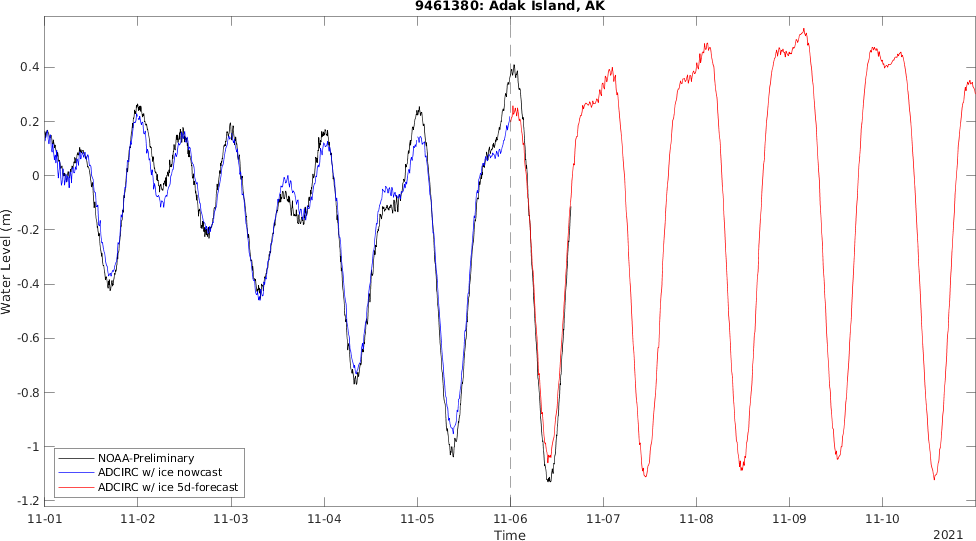 9461380: Adak Island, AK
0.4
0.2
0
-0.2
-0.4
-0.6
-0.8
-1
-1.2
Water Level (m)
NOAA-Preliminary
ADCIRC w/ ice nowcast
ADCIRC w/ ice 5d-forecast
11-01 11-02 11-03 11-04 11-05 11-06 11-07 11-08 11-09 11-10
Time
2021